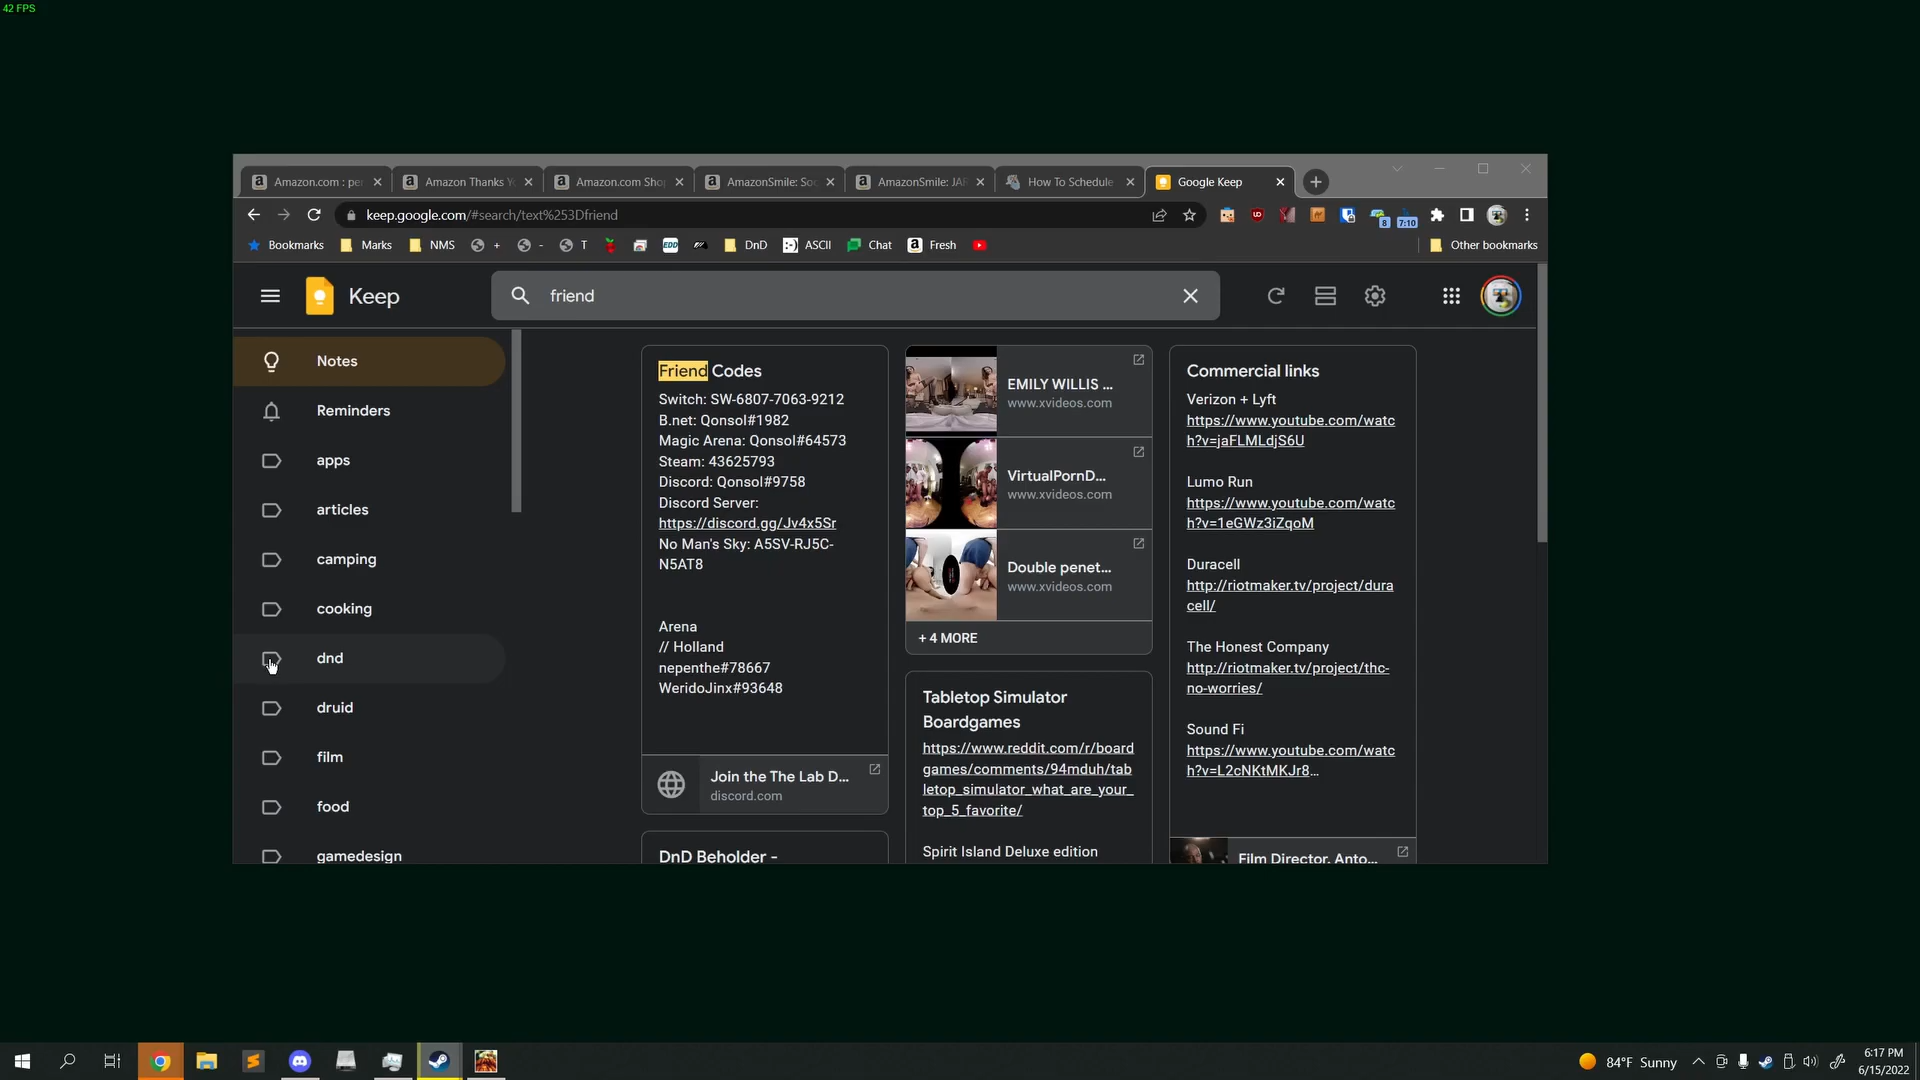 42 FPS
Amazon.com : pe
Amazon Thanks Y
Amazon.com Sho
AmazonSmile: So
AmazonSmile: JA
How To Schedule
Google Keep
keep.google.com/#search/text%253Dfriend
8
7:10
Bookmarks
Marks
NMS
+
-
T
EDD
DnD
ASCII
Chat
Fresh
Other bookmarks
Keep
friend
Notes
Reminders
apps
articles
camping
cooking
dnd
druid
film
food
gamedesign
Friend Codes
Switch: SW-6807-7063-9212
B.net: Qonsol#1982
Magic Arena: Qonsol#64573
Steam: 43625793
Discord: Qonsol#9758
Discord Server:
https://discord.gg/Jv4x5Sr
No Man's Sky: A5SV-RJ5C-
N5AT8
Arena
// Holland
nepenthe#78667
WeridoJinx#93648
Join the The Lab D...
discord.com
DnD Beholder -
EMILY WILLIS ...
www.xvideos.com
VirtualPornD...
www.xvideos.com
Double penet...
www.xvideos.com
+ 4 MORE
Tabletop Simulator
Boardgames
https://www.reddit.com/r/board
games/comments/94mduh/tab
letop_simulator_what_are_your_
top_5_favorite/
Spirit Island Deluxe edition
Commercial links
Verizon + Lyft
https://www.youtube.com/watc
h?v=jaFLMLdjS6U
Lumo Run
https://www.youtube.com/watc
h?v=1eGWz3iZqoM
Duracell
http://riotmaker.tv/project/dura
cell/
The Honest Company
http://riotmaker.tv/project/thc-
no-worries/
Sound Fi
https://www.youtube.com/watc
h?v=L2cNKtMKJr8...
Film Director, Anto...
84°F Sunny
6:17 PM
6/15/2022